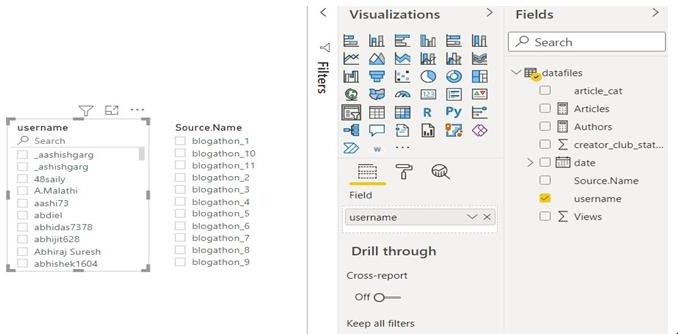 username
Search
_aashishgarg
_ashishgarg
48saily
A.Malathi
aashi73
abdiel
abhidas7378
abhijit628
Abhiraj Suresh
abhishek1604
Source.Name
blogathon_1
blogathon_10
blogathon_11
blogathon_2
blogathon_3
blogathon_4
blogathon_5
blogathon_6
blogathon_7
blogathon_8
blogathon_9
Filters
Visualizations
123
R Py
Field
username
Drill through
Cross-report
Off
Keep all filters
Fields
Search
datafiles
article_cat
Articles
Authors
creator_club_stat...
date
Source.Name
username
Views